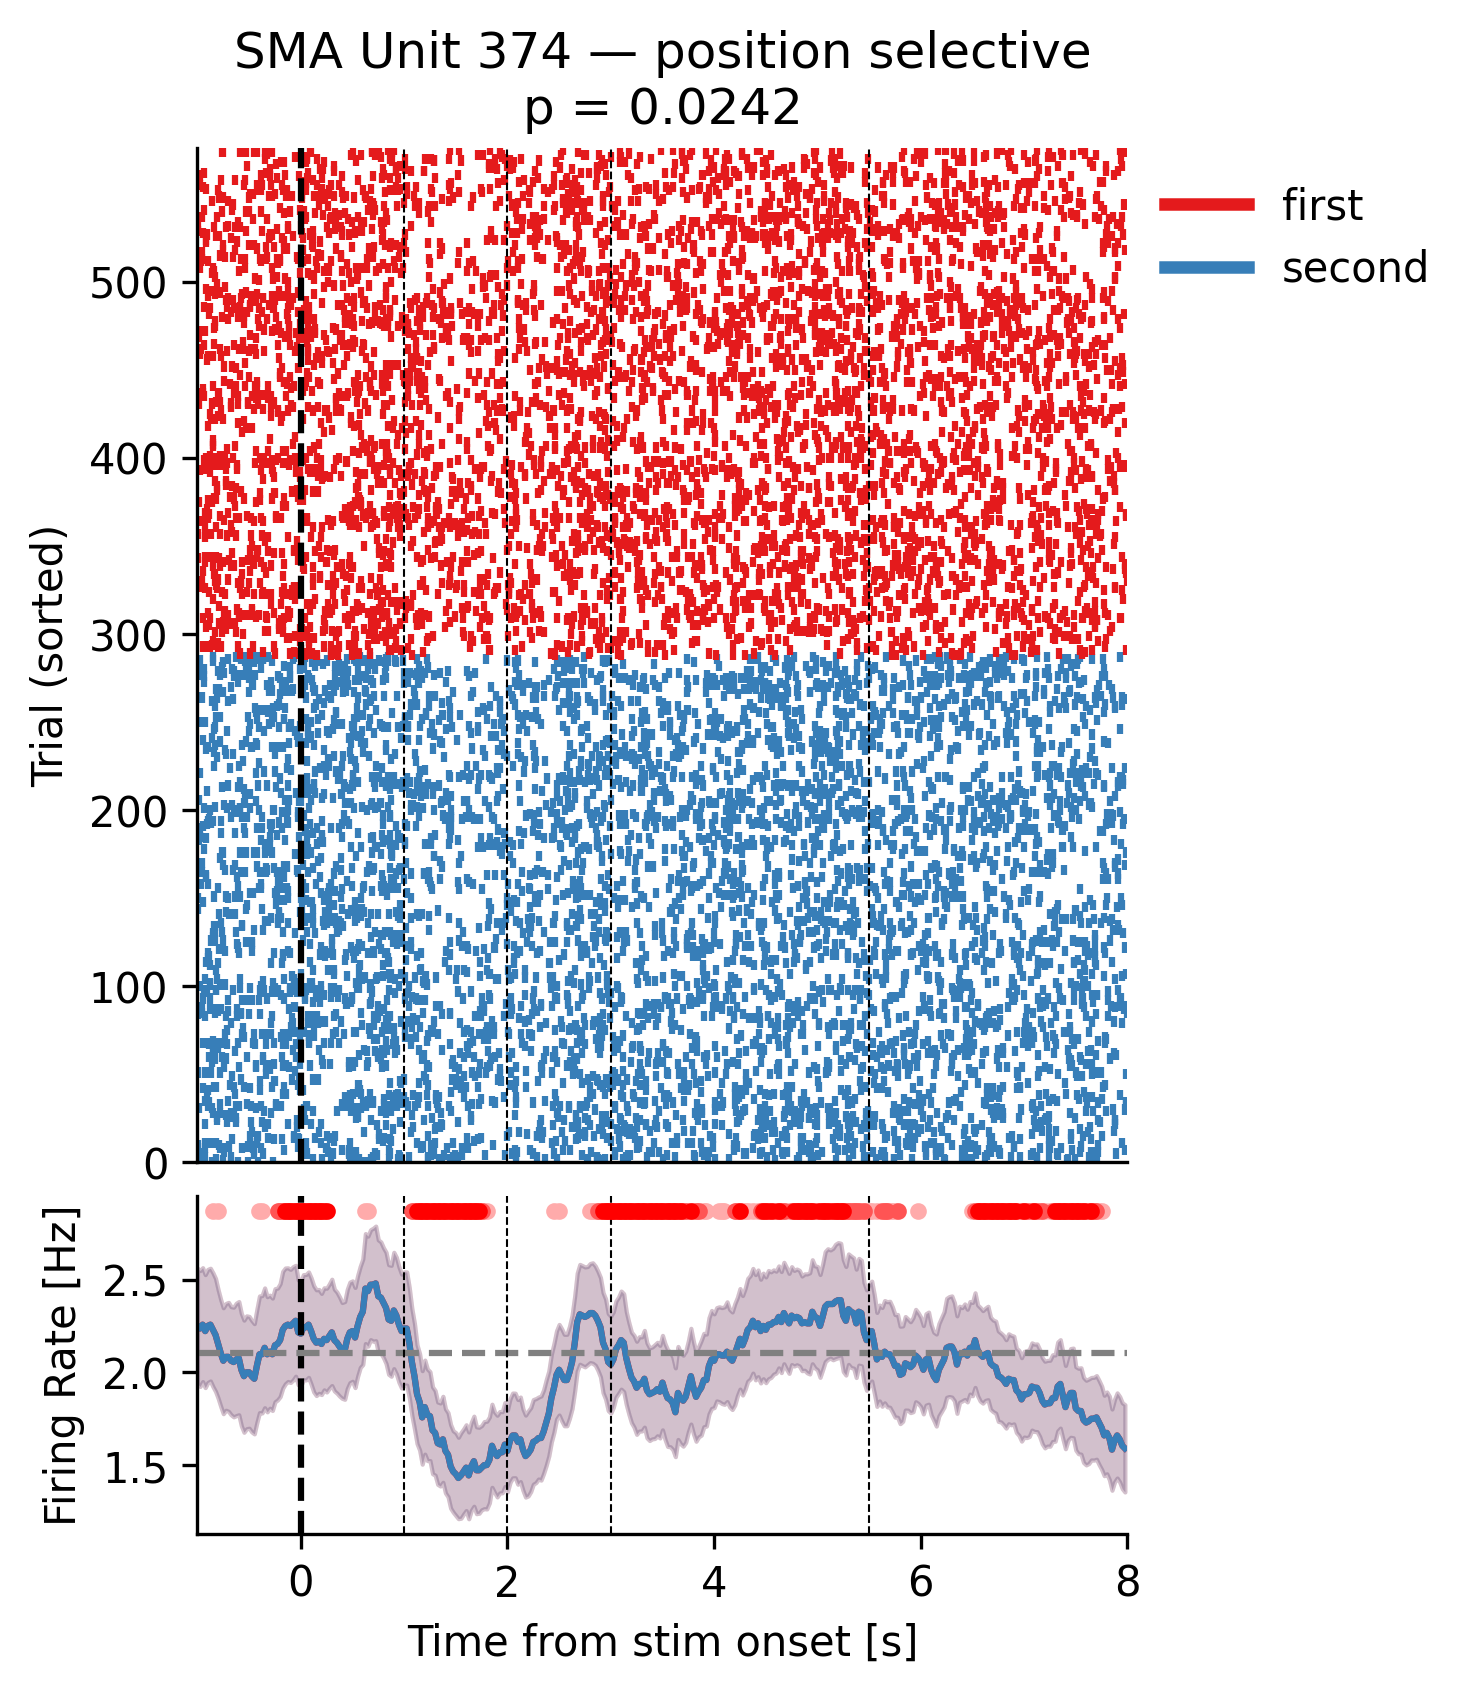 SMA Unit 374 — position selective
p = 0.0242
first
second
Trial (sorted)
500
400
300
200
100
0
Firing Rate [Hz]
2.5
2.0
1.5
0 2 4 6 8
Time from stim onset [s]